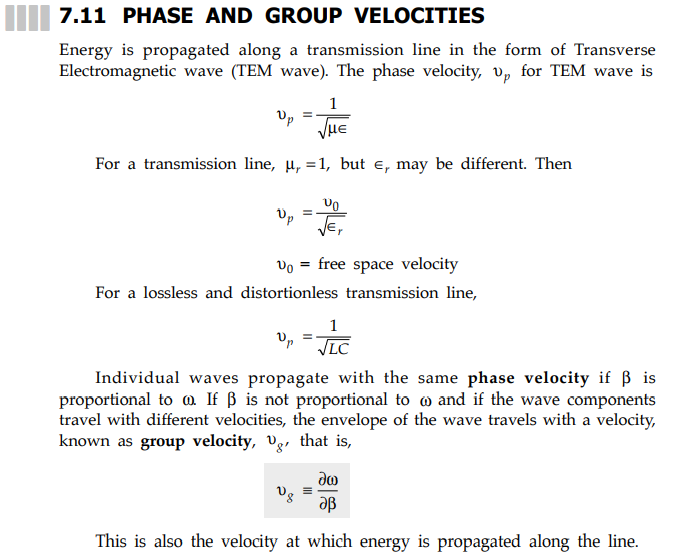 7.11 PHASE AND GROUP VELOCITIES
Energy is propagated along a transmission line in the form of Transverse
Electromagnetic wave (TEM wave). The phase velocity, υₚ for TEM wave is
υₚ = 1/√με
For a transmission line, μᵣ = 1, but ∈ᵣ may be different. Then
υₚ = υ₀/√∈ᵣ
υ₀ = free space velocity
For a lossless and distortionless transmission line,
υₚ = 1/√LC
Individual waves propagate with the same phase velocity if β is
proportional to ω. If β is not proportional to ω and if the wave components
travel with different velocities, the envelope of the wave travels with a velocity,
known as group velocity, υ_g, that is,
υ_g ≡ ∂ω/∂β
This is also the velocity at which energy is propagated along the line.